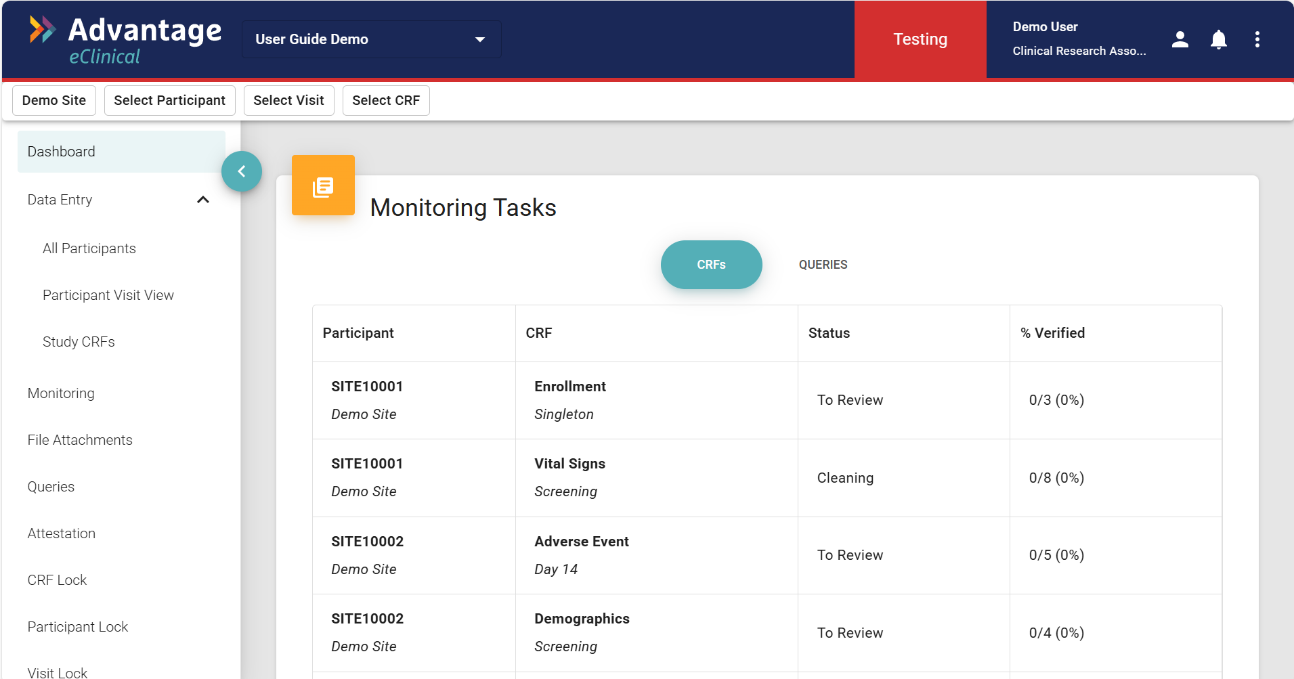 Advantage
eClinical
User Guide Demo
Testing
Demo User
Clinical Research Asso...
Demo Site
Select Participant
Select Visit
Select CRF
Dashboard
Data Entry
All Participants
Participant Visit View
Study CRFs
Monitoring
File Attachments
Queries
Attestation
CRF Lock
Participant Lock
Visit Lock
Monitoring Tasks
CRFs
QUERIES
Participant CRF Status % Verified
SITE10001 Enrollment
To Review 0/3 (0%)
Demo Site Singleton
SITE10001 Vital Signs
Cleaning 0/8 (0%)
Demo Site Screening
SITE10002 Adverse Event
To Review 0/5 (0%)
Demo Site Day 14
SITE10002 Demographics
To Review 0/4 (0%)
Demo Site Screening